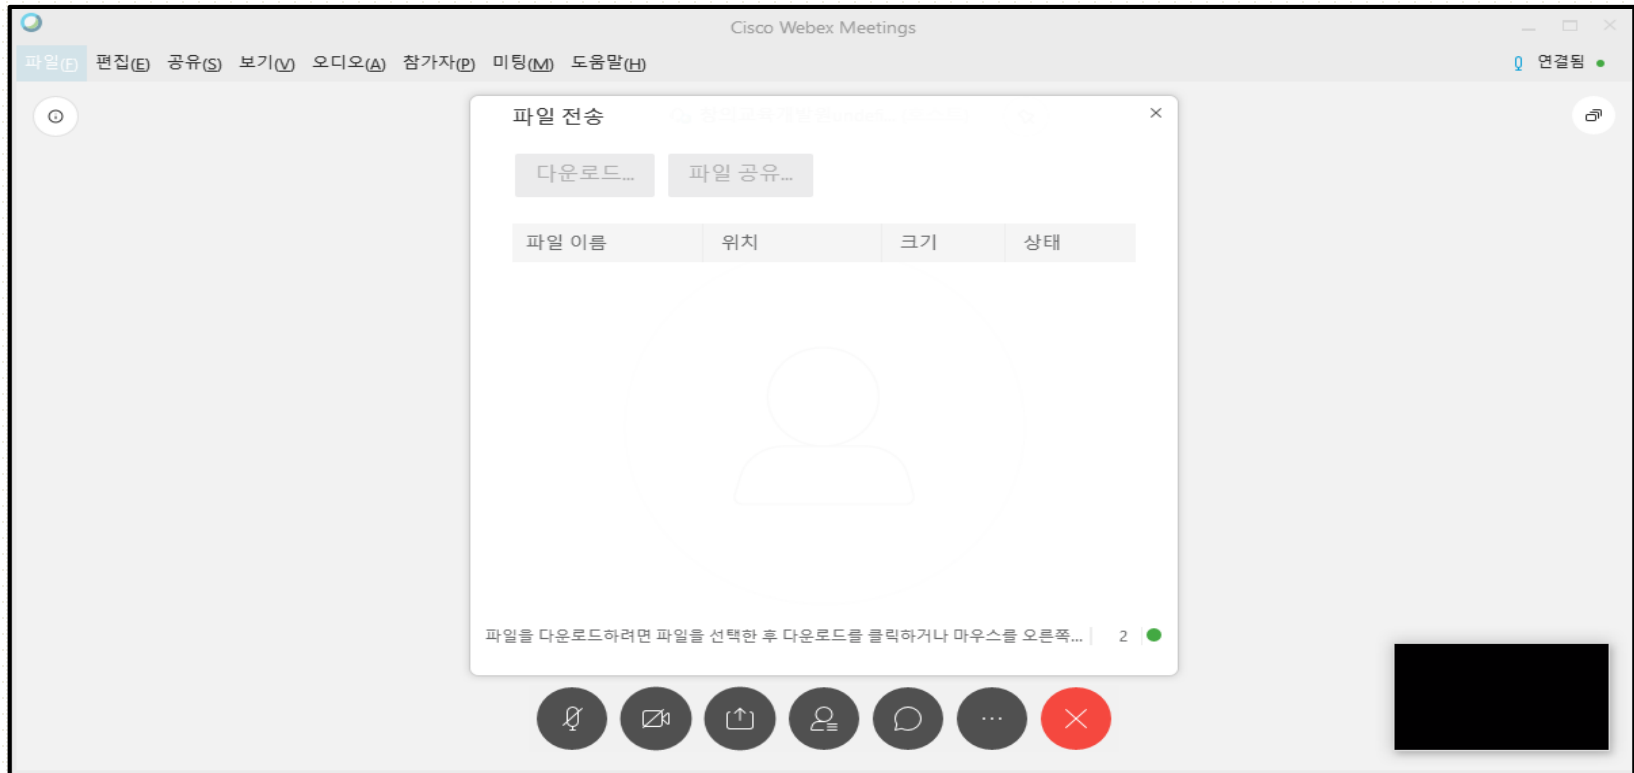 Cisco Webex Meetings
파일(F) 편집(E) 공유(S) 보기(V) 오디오(A) 참가자(P) 미팅(M) 도움말(H) 연결됨
파일 전송
다운로드... 파일 공유...
파일 이름 위치 크기 상태
파일을 다운로드하려면 파일을 선택한 후 다운로드를 클릭하거나 마우스를 오른쪽... 2